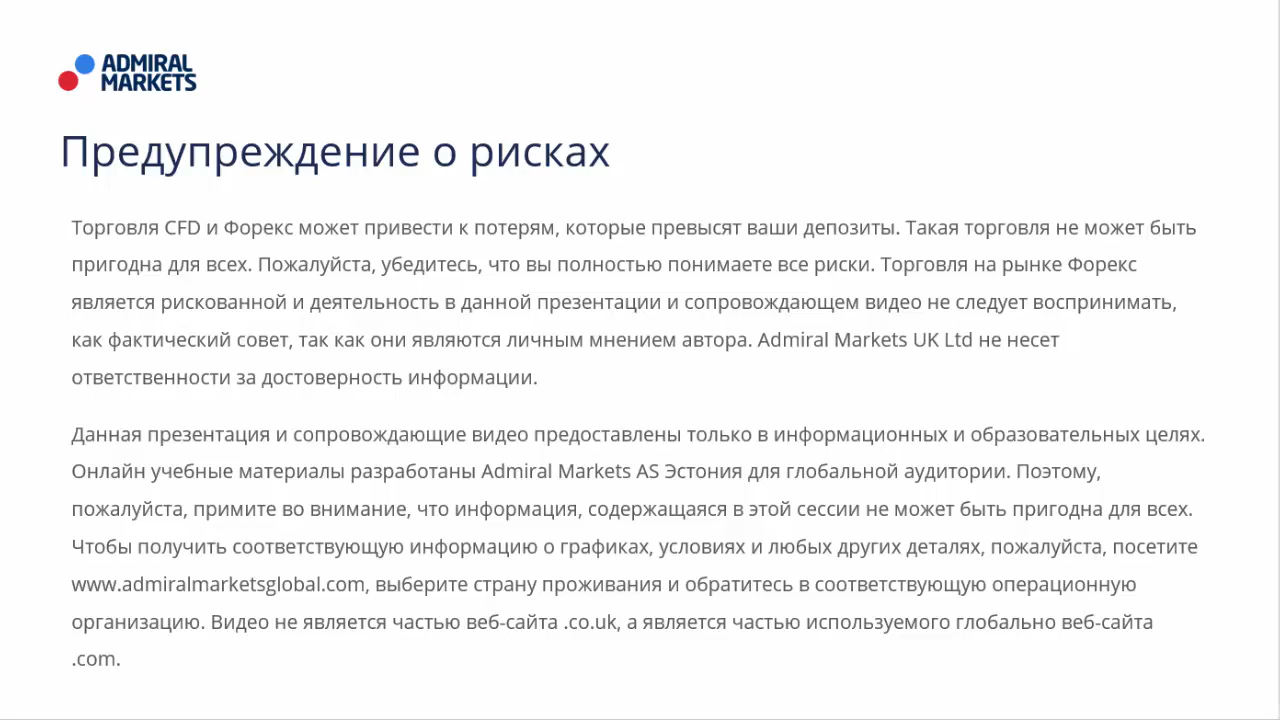 ADMIRAL
MARKETS
Предупреждение о рисках
Торговля CFD и Форекс может привести к потерям, которые превысят ваши депозиты. Такая торговля не может быть
пригодна для всех. Пожалуйста, убедитесь, что вы полностью понимаете все риски. Торговля на рынке Форекс
является рискованной и деятельность в данной презентации и сопровождающем видео не следует воспринимать,
как фактический совет, так как они являются личным мнением автора. Admiral Markets UK Ltd не несет
ответственности за достоверность информации.
Данная презентация и сопровождающие видео предоставлены только в информационных и образовательных целях.
Онлайн учебные материалы разработаны Admiral Markets AS Эстония для глобальной аудитории. Поэтому,
пожалуйста, примите во внимание, что информация, содержащаяся в этой сессии не может быть пригодна для всех.
Чтобы получить соответствующую информацию о графиках, условиях и любых других деталях, пожалуйста, посетите
www.admiralmarketsglobal.com, выберите страну проживания и обратитесь в соответствующую операционную
организацию. Видео не является частью веб-сайта .co.uk, а является частью используемого глобально веб-сайта
.com.